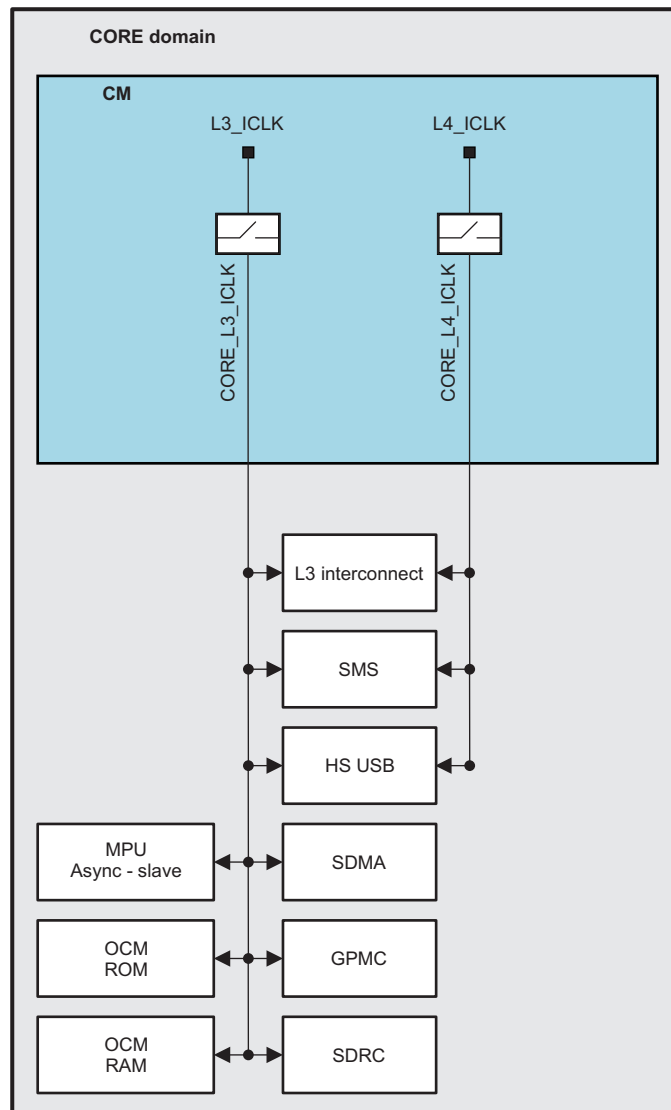 CORE domain
CM
L3_ICLK
L4_ICLK
CORE_L3_ICLK
CORE_L4_ICLK
L3 interconnect
SMS
HS USB
MPU
Async - slave
SDMA
OCM
ROM
GPMC
OCM
RAM
SDRC